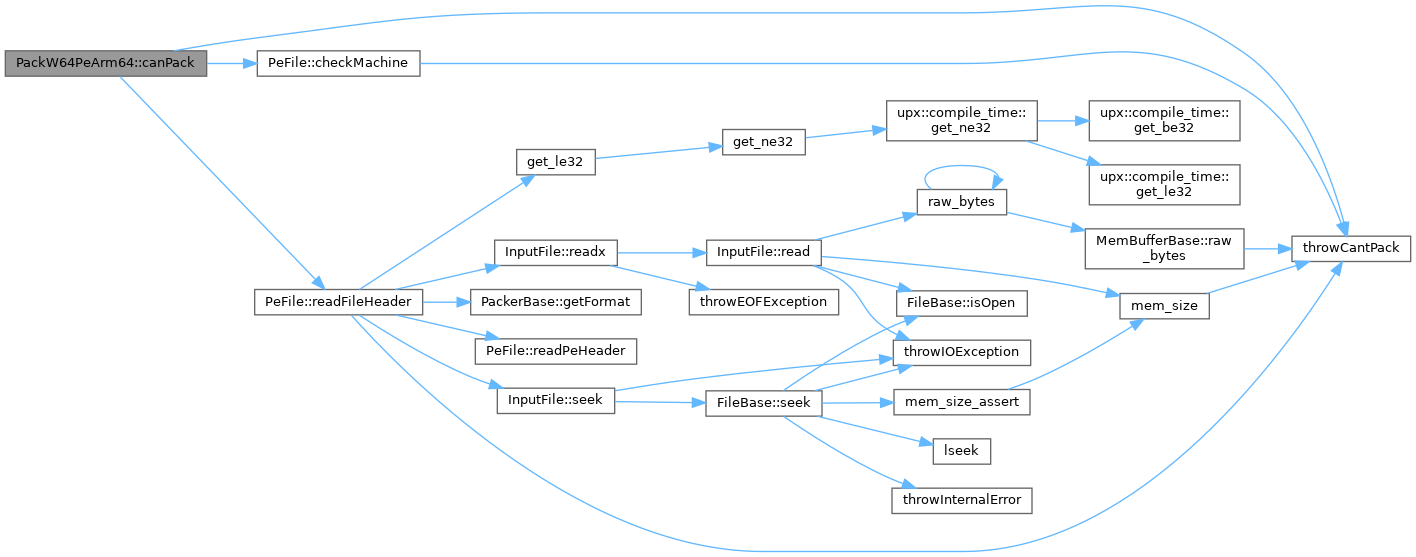 PackW64PeArm64::canPack
PeFile::checkMachine
PeFile::readFileHeader
get_le32
InputFile::readx
PackerBase::getFormat
PeFile::readPeHeader
InputFile::seek
get_ne32
InputFile::read
throwEOFException
FileBase::seek
upx::compile_time::
get_ne32
raw_bytes
FileBase::isOpen
throwIOException
mem_size_assert
lseek
throwInternalError
upx::compile_time::
get_be32
upx::compile_time::
get_le32
MemBufferBase::raw
_bytes
mem_size
throwCantPack